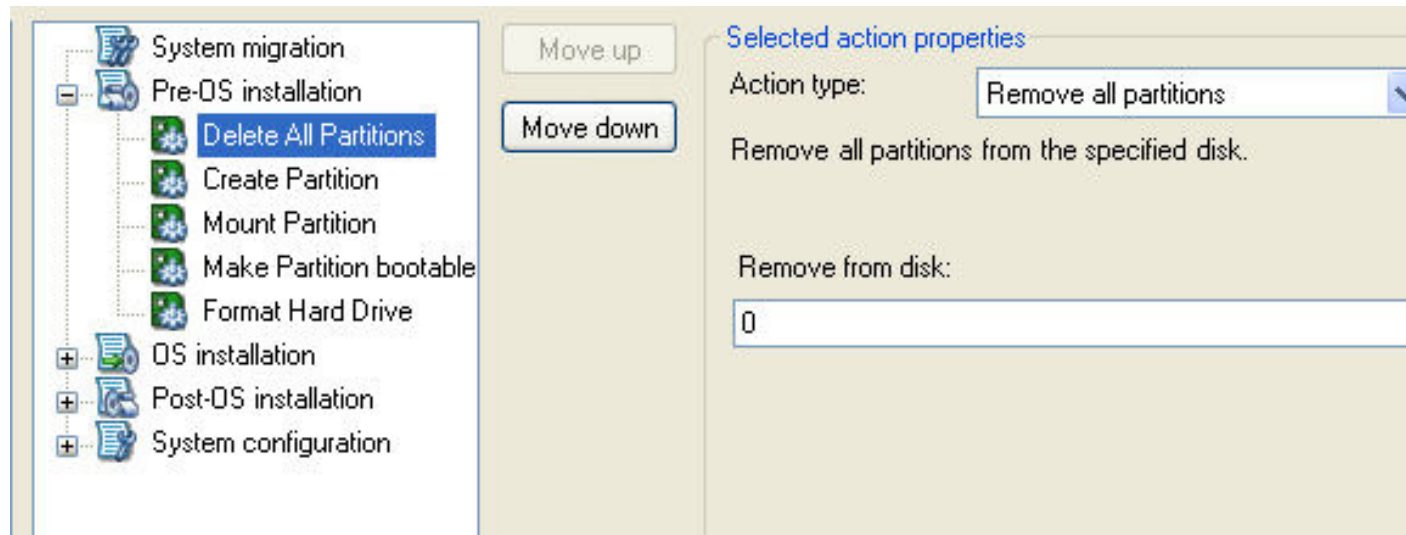 System migration
Pre-OS installation
Delete All Partitions
Create Partition
Mount Partition
Make Partition bootable
Format Hard Drive
OS installation
Post-OS installation
System configuration
Move up
Move down
Selected action properties
Action type:
Remove all partitions
Remove all partitions from the specified disk.
Remove from disk:
0